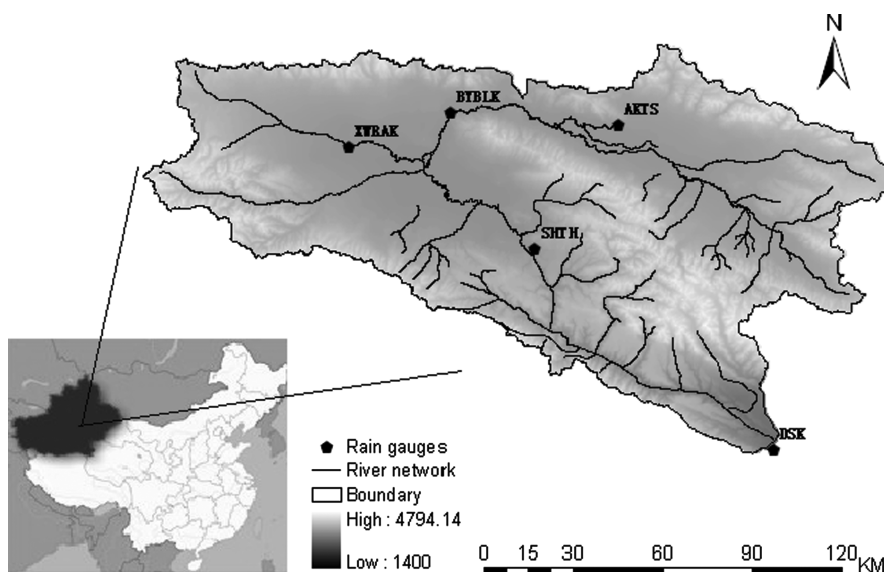 N
BYBLK
AKTS
XWRAK
SHTH
DSK
Rain gauges
River network
Boundary
High : 4794.14
Low : 1400
0 15 30 60 90 120
KM